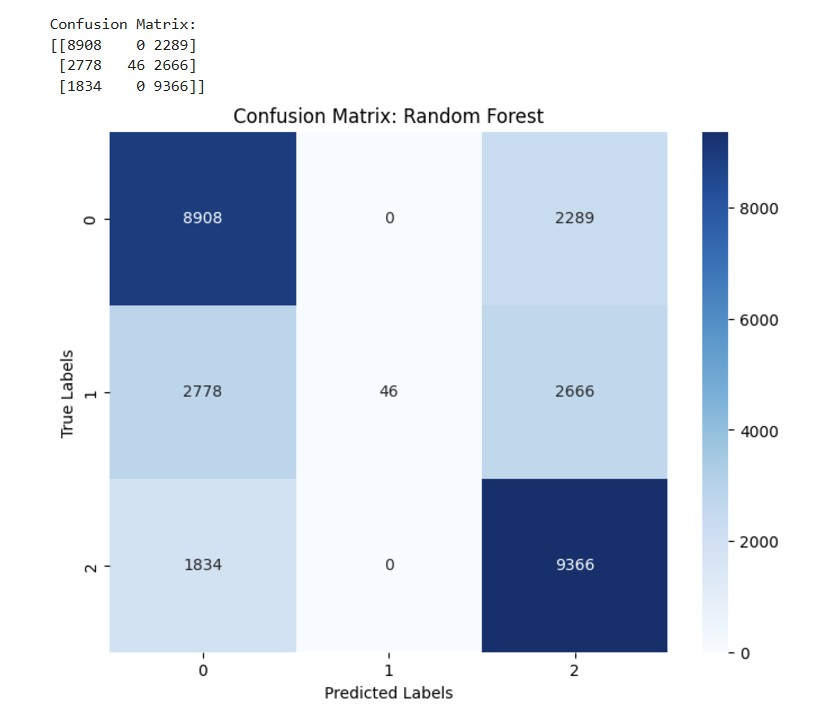 Confusion Matrix:
[[8908    0 2289]
 [2778   46 2666]
 [1834    0 9366]]
Confusion Matrix: Random Forest
8908 0 2289
2778 46 2666
1834 0 9366
0
1
2
True Labels
0 1 2
Predicted Labels
8000
6000
4000
2000
0